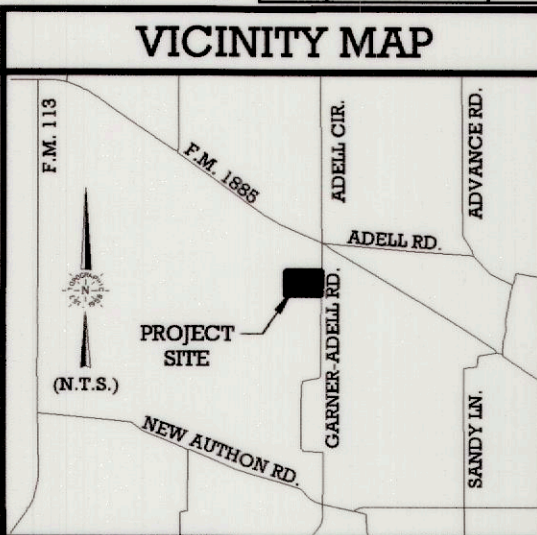 VICINITY MAP
F.M. 113
F.M. 1885
ADELL CIR.
ADVANCE RD.
ADELL RD.
N
PROJECT
SITE
GARNER-ADELL RD.
(N.T.S.)
NEW AUTHON RD.
SANDY LN.